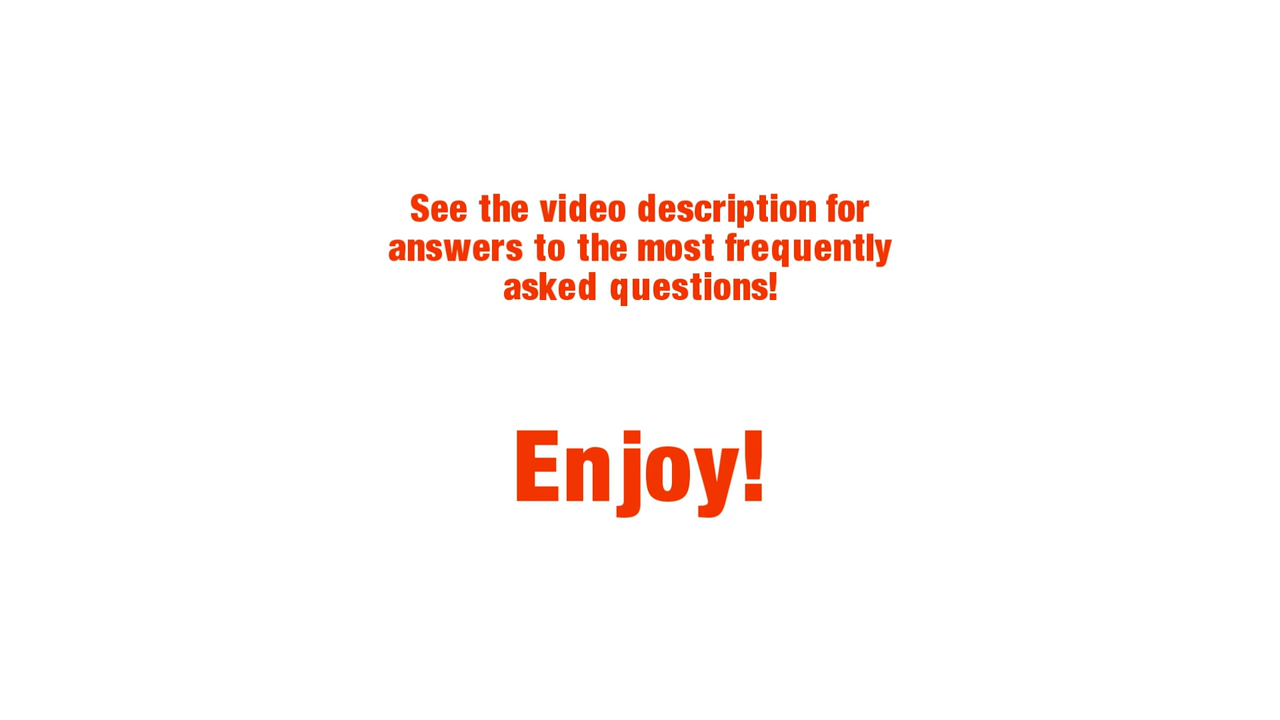 See the video description for
answers to the most frequently
asked questions!
Enjoy!